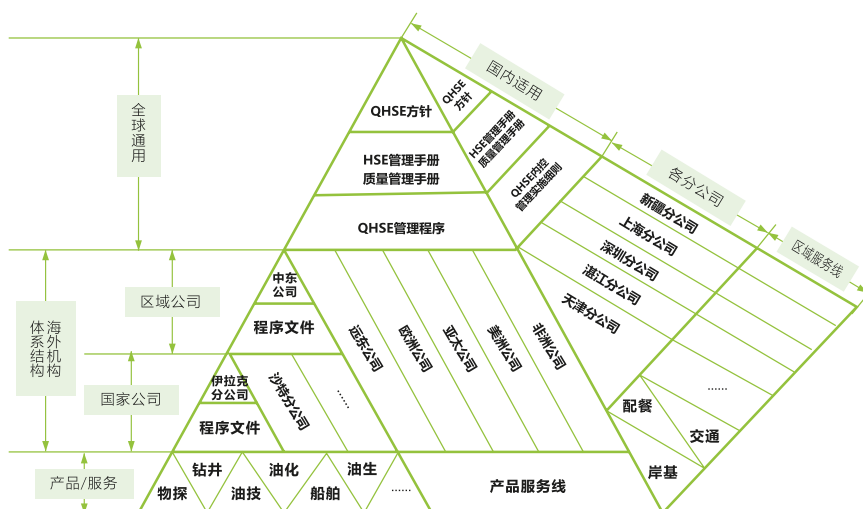 全球通用
国内适用
各分公司
区域服务线
QHSE方针
QHSE
方针
HSE管理手册
质量管理手册
HSE管理手册
质量管理手册
QHSE管理程序
QHSE内控
管理实施细则
新疆分公司
上海分公司
深圳分公司
湛江分公司
天津分公司
……
海外机构
体系结构
区域公司
国家公司
中东
公司
程序文件
远东公司
欧洲公司
亚太公司
美洲公司
非洲公司
伊拉克
分公司
程序文件
沙特分公司
……
配餐
交通
岸基
产品/服务
物探
钻井
油技
油化
船舶
油生
……
产品服务线